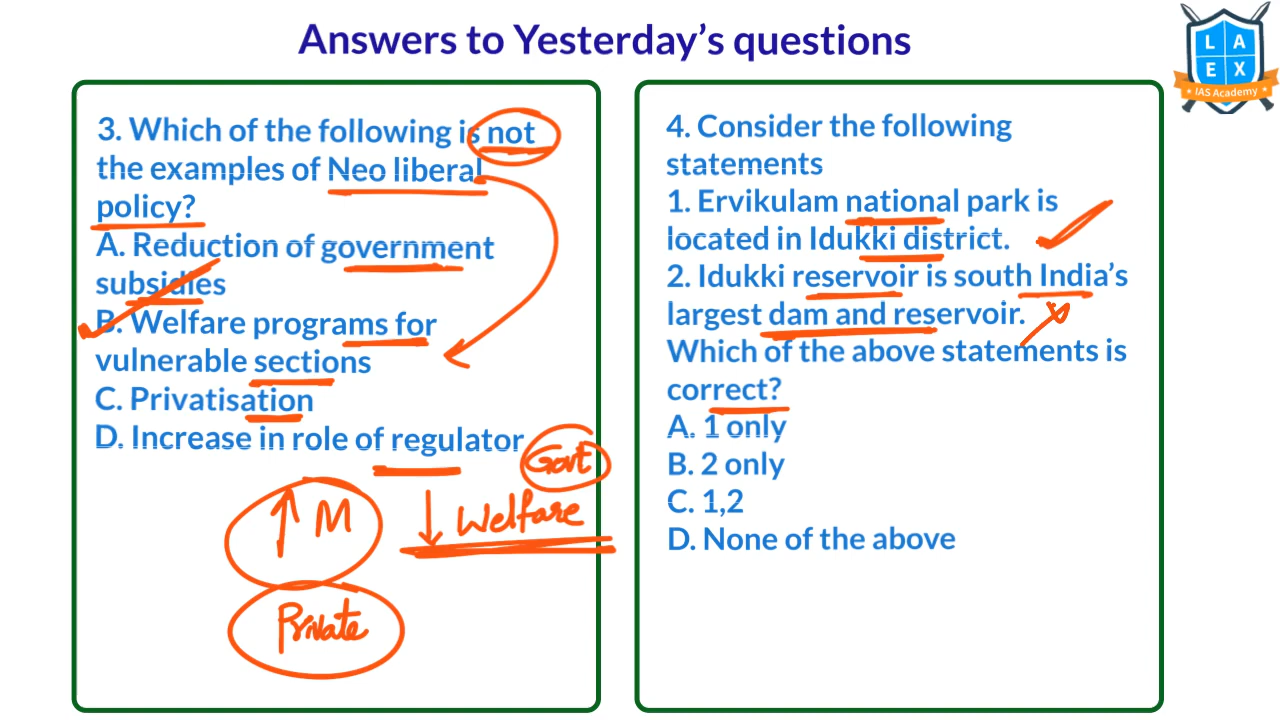 Answers to Yesterday's questions
L A
E X
IAS Academy
3. Which of the following is not
the examples of Neo liberal
policy?
A. Reduction of government
subsidies
B. Welfare programs for
vulnerable sections
C. Privatisation
D. Increase in role of regulator
Govt
↑ M
↓ Welfare
Private
4. Consider the following
statements
1. Ervikulam national park is
located in Idukki district.
2. Idukki reservoir is south India's
largest dam and reservoir.
Which of the above statements is
correct?
A. 1 only
B. 2 only
C. 1,2
D. None of the above